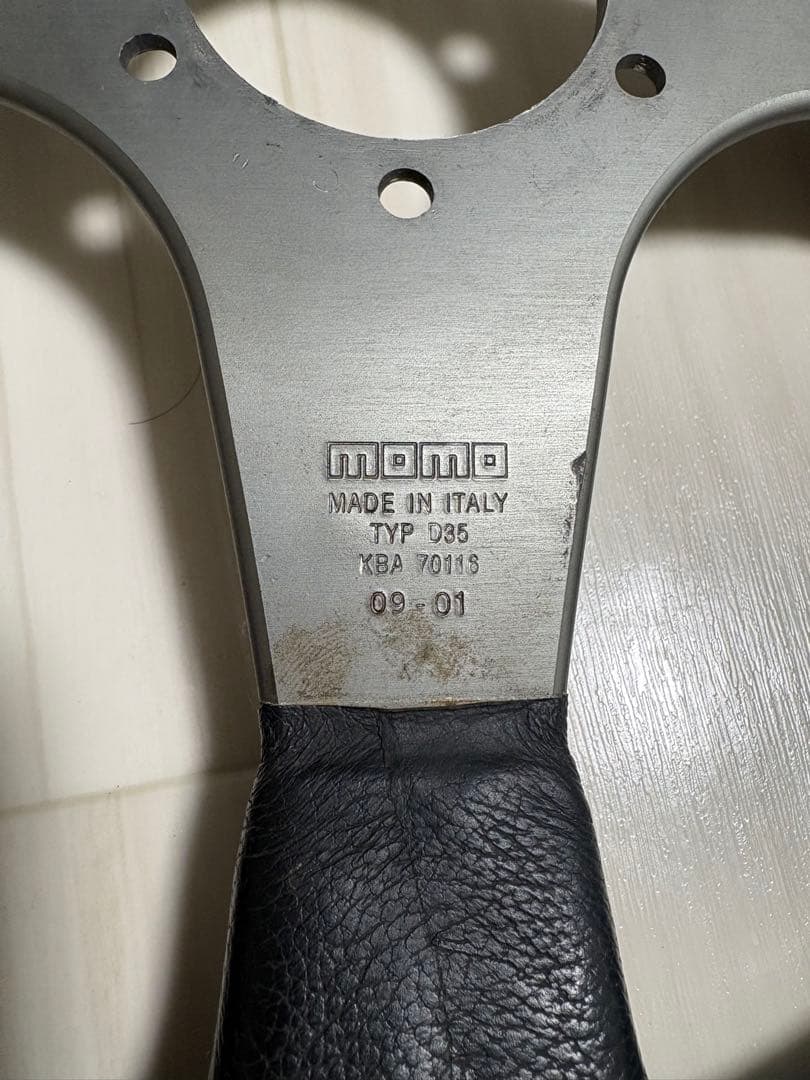 momo
MADE IN ITALY
TYP D35
KBA 70116
09-01